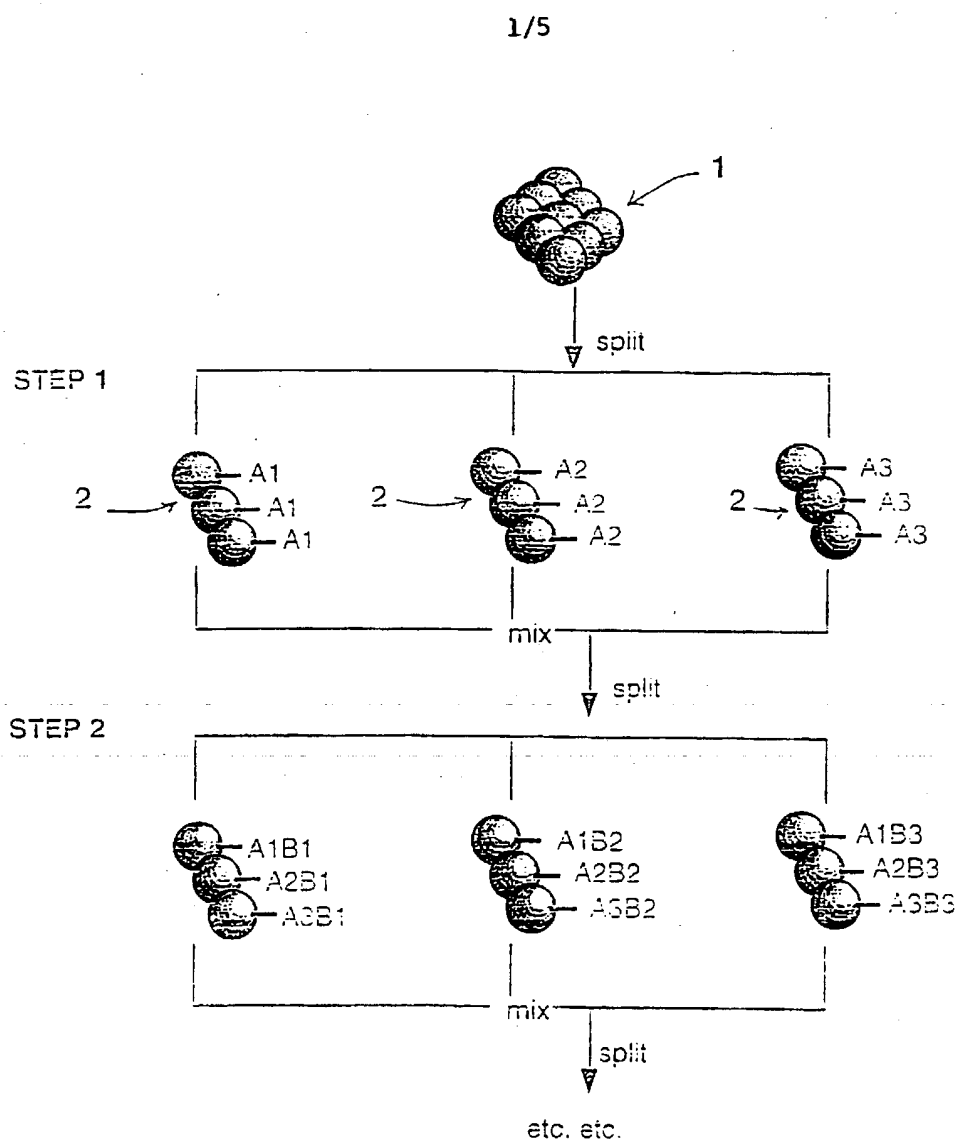 1/5
1
split
STEP 1
A1 A2 A3
2 A1 2 A2 2 A3
A1 A2 A3
mix
split
STEP 2
A1B1 A1B2 A1B3
A2B1 A2B2 A2B3
A3B1 A3B2 A3B3
mix
split
etc. etc.